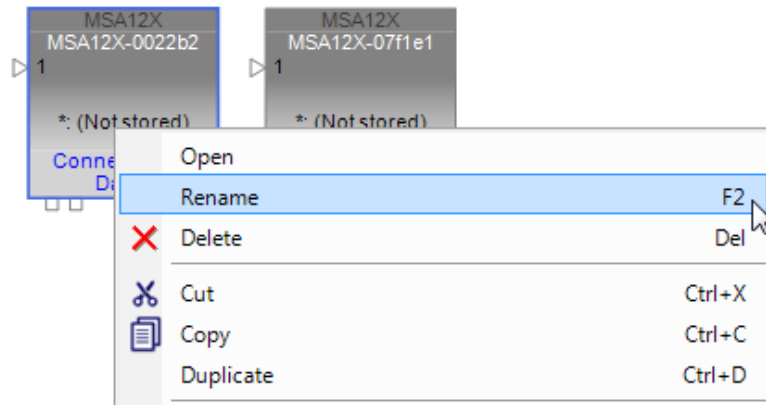 MSA12X
MSA12X-0022b2
1
*: (Not stored)
Conne
MSA12X
MSA12X-07f1e1
1
*: (Not stored)
Open
Rename F2
Delete Del
Cut Ctrl+X
Copy Ctrl+C
Duplicate Ctrl+D